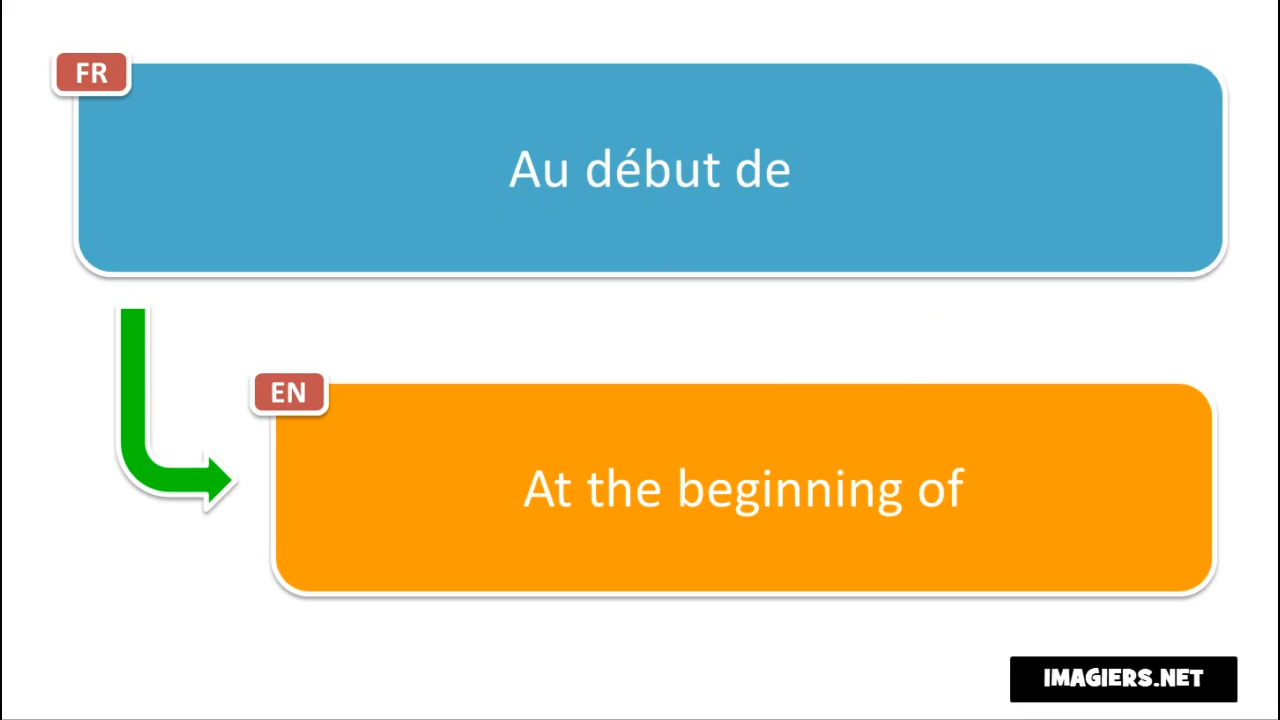 FR
Au début de
EN
At the beginning of
IMAGIERS.NET